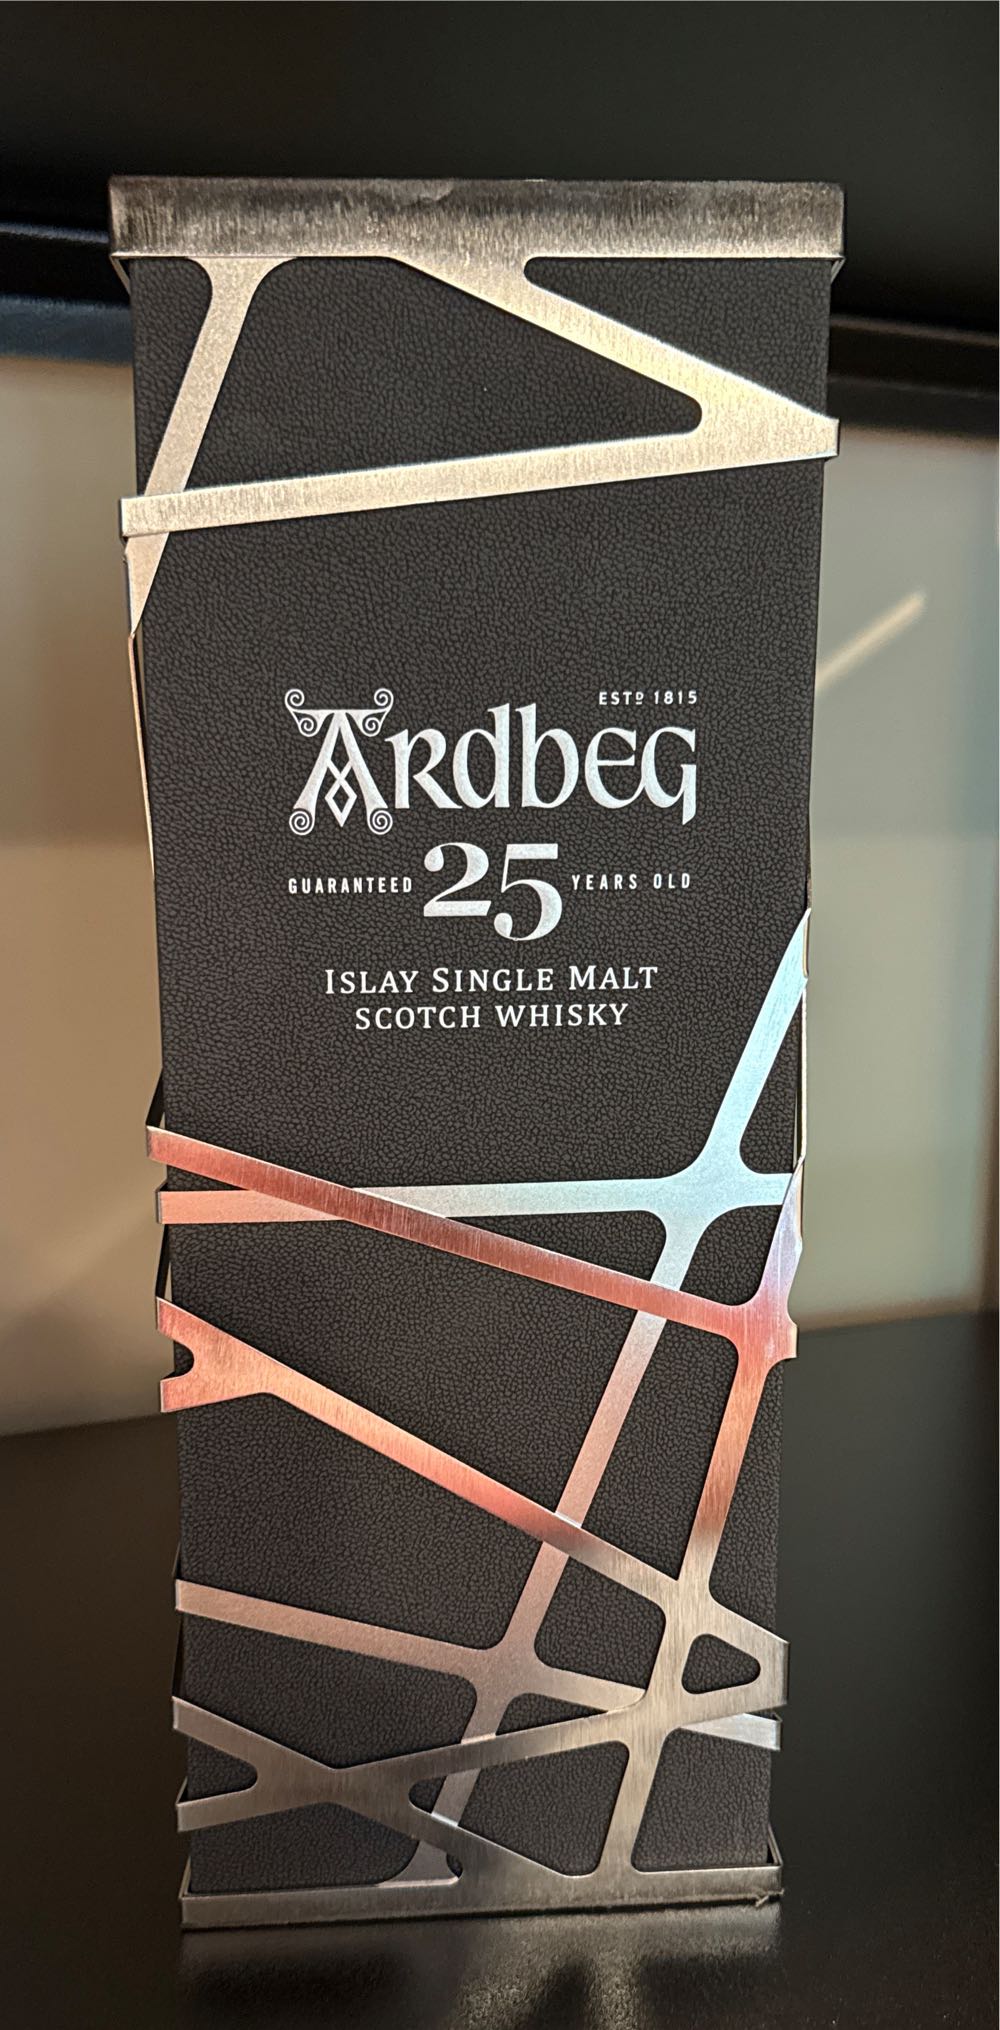 ESTD 1815
ARDBEG
GUARANTEED 25 YEARS OLD
ISLAY SINGLE MALT
SCOTCH WHISKY